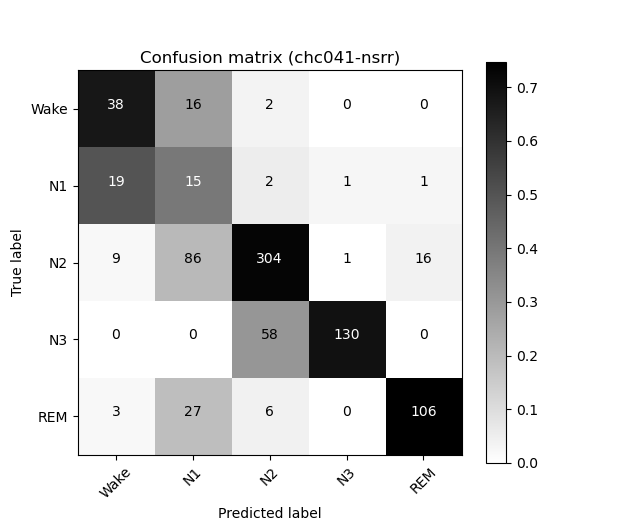 Confusion matrix (chc041-nsrr)
Wake 38 16 2 0 0
N1 19 15 2 1 1
N2 9 86 304 1 16
N3 0 0 58 130 0
REM 3 27 6 0 106
Wake N1 N2 N3 REM
Predicted label
True label
0.7
0.6
0.5
0.4
0.3
0.2
0.1
0.0